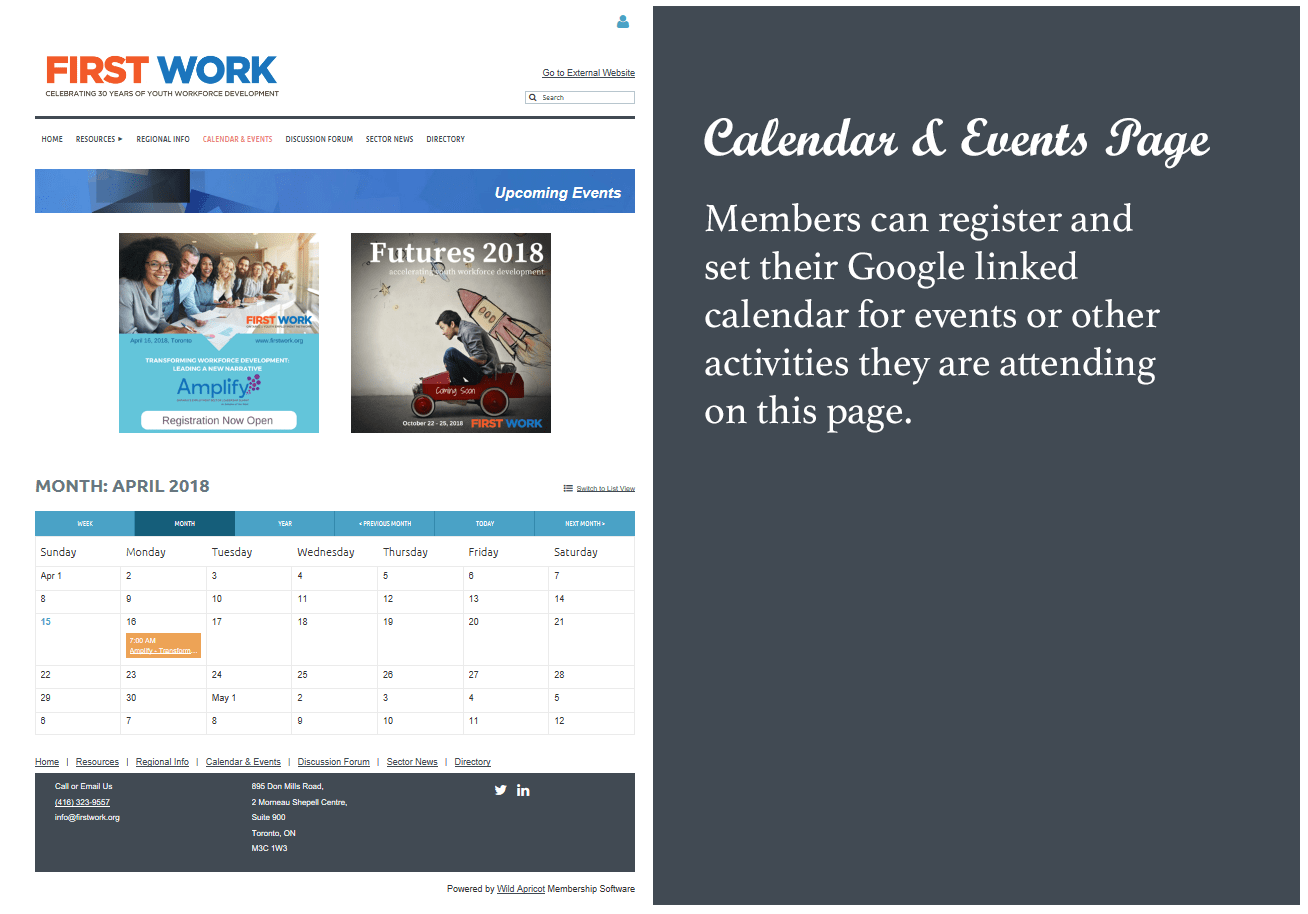 FIRST WORK
CELEBRATING 30 YEARS OF YOUTH WORKFORCE DEVELOPMENT
Go to External Website
Search
HOME RESOURCES ► REGIONAL INFO CALENDAR & EVENTS DISCUSSION FORUM SECTOR NEWS DIRECTORY
Upcoming Events
FIRST WORK
April 16, 2018, Toronto www.firstwork.org
TRANSFORMING WORKFORCE DEVELOPMENT:
LEADING A NEW NARRATIVE
Amplify
Registration Now Open
Futures 2018
accelerating youth workforce development
Coming Soon
October 22 - 25, 2018 FIRST WORK
MONTH: APRIL 2018
Switch to List View
WEEK MONTH YEAR < PREVIOUS MONTH TODAY NEXT MONTH >
Sunday Monday Tuesday Wednesday Thursday Friday Saturday
Apr 1 2 3 4 5 6 7
8 9 10 11 12 13 14
15 16 17 18 19 20 21
7:00 AM
Amplify - Transform...
22 23 24 25 26 27 28
29 30 May 1 2 3 4 5
6 7 8 9 10 11 12
Home | Resources | Regional Info | Calendar & Events | Discussion Forum | Sector News | Directory
Call or Email Us
(416) 323-9557
info@firstwork.org
895 Don Mills Road,
2 Morneau Shepell Centre,
Suite 900
Toronto, ON
M3C 1W3
Powered by Wild Apricot Membership Software
Calendar & Events Page
Members can register and
set their Google linked
calendar for events or other
activities they are attending
on this page.